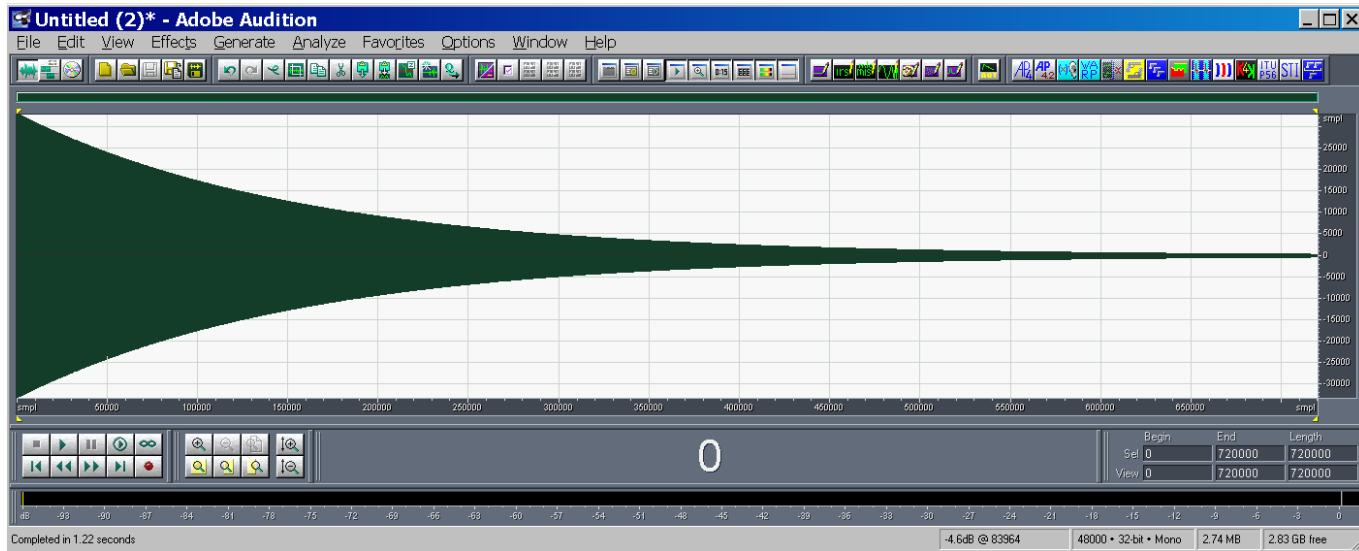 Untitled (2)* - Adobe Audition
File Edit View Effects Generate Analyze Favorites Options Window Help
smpl
25000
20000
15000
10000
5000
0
-5000
-10000
-15000
-20000
-25000
-30000
smpl 50000 100000 150000 200000 250000 300000 350000 400000 450000 500000 550000 600000 650000 smpl
0
Begin End Length
Sel 0 720000 720000
View 0 720000 720000
dB -93 -90 -87 -84 -81 -78 -75 -72 -69 -66 -63 -60 -57 -54 -51 -48 -45 -42 -39 -36 -33 -30 -27 -24 -21 -18 -15 -12 -9 -6 -3 0
Completed in 1.22 seconds -4.6dB @ 83964 48000 • 32-bit • Mono 2.74 MB 2.83 GB free